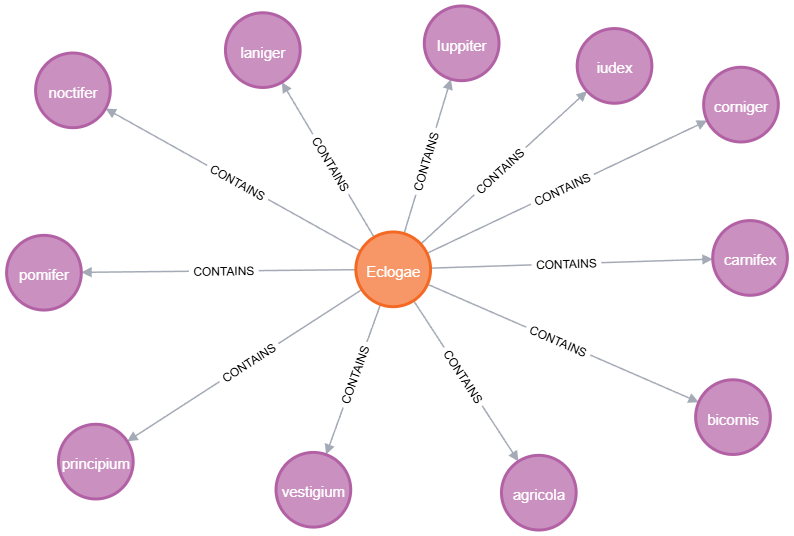 Iuppiter
laniger
iudex
noctifer
corniger
CONTAINS
CONTAINS
CONTAINS
CONTAINS
CONTAINS
carnifex
CONTAINS
Eclogae
CONTAINS
pomifer
CONTAINS
CONTAINS
CONTAINS
CONTAINS
bicornis
principium
vestigium
agricola